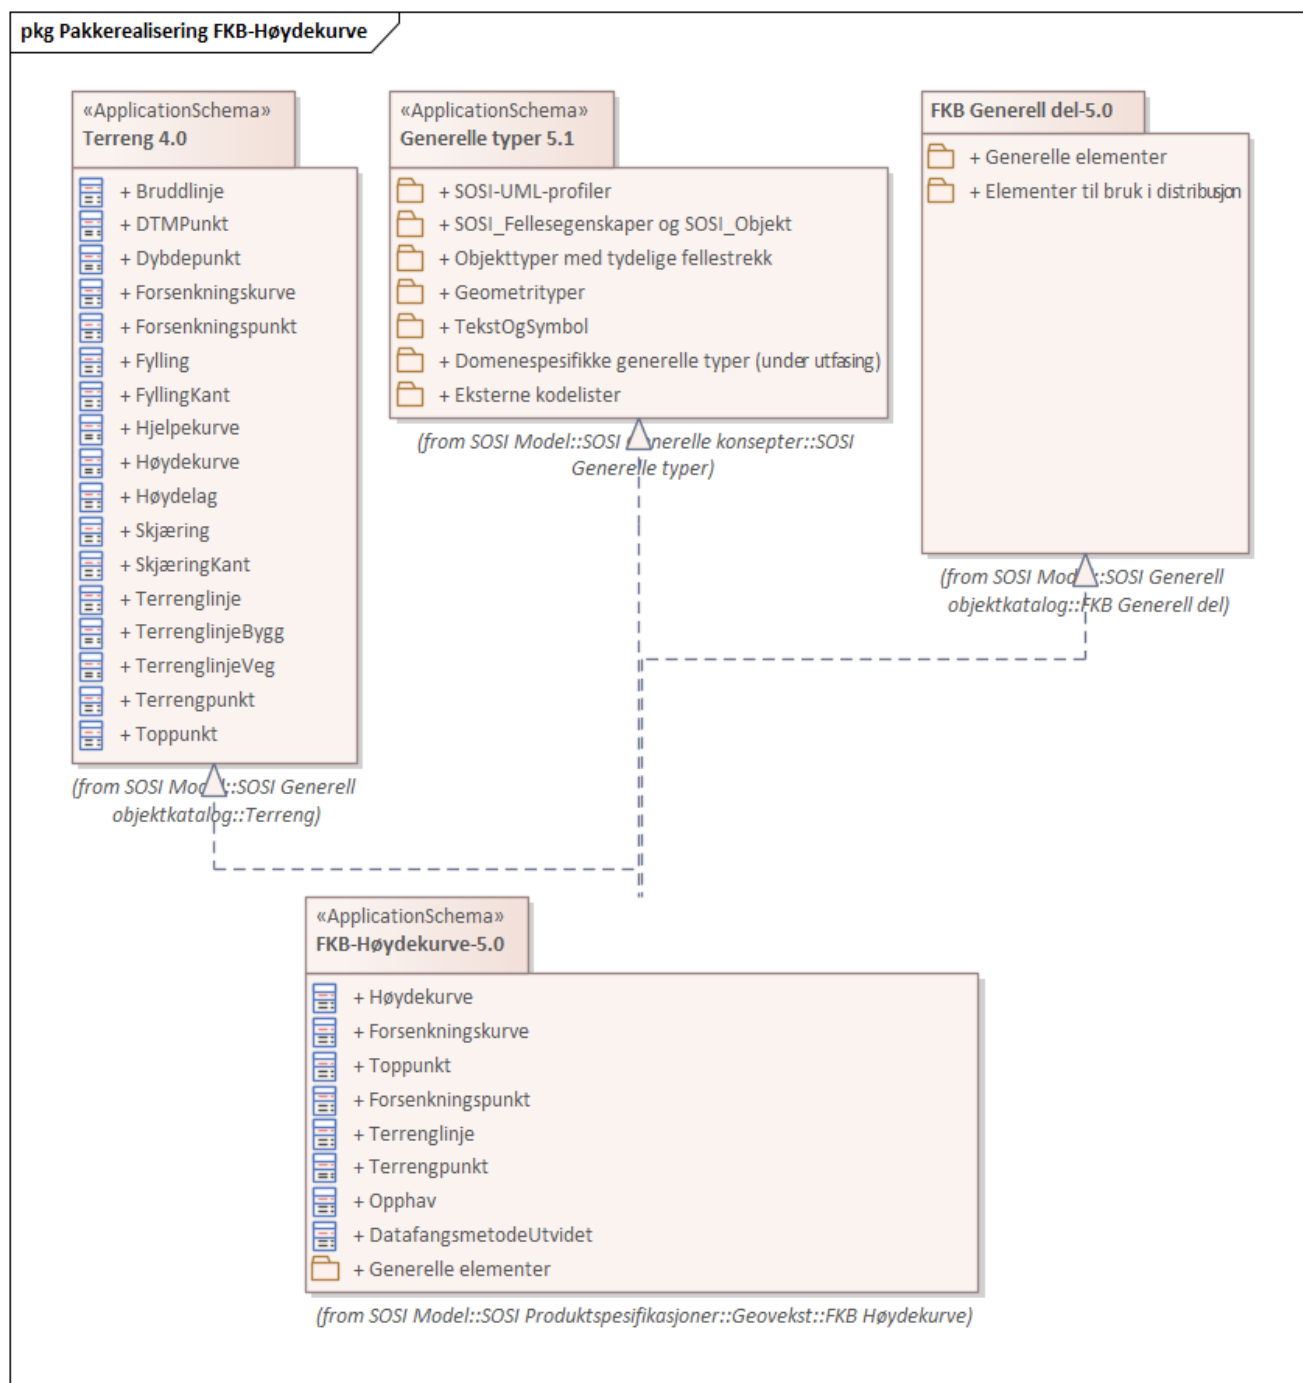 pkg Pakkerealisering FKB-Høydekurve
«ApplicationSchema»
Terreng 4.0
+ Bruddlinje
+ DTMPunkt
+ Dybdepunkt
+ Forsenkningskurve
+ Forsenkningspunkt
+ Fylling
+ FyllingKant
+ Hjelpekurve
+ Høydekurve
+ Høydelag
+ Skjæring
+ SkjæringKant
+ Terrenglinje
+ TerrenglinjeBygg
+ TerrenglinjeVeg
+ Terrengpunkt
+ Toppunkt
(from SOSI Model::SOSI Generell
objektkatalog::Terreng)
«ApplicationSchema»
Generelle typer 5.1
+ SOSI-UML-profiler
+ SOSI_Fellesegenskaper og SOSI_Objekt
+ Objekttyper med tydelige fellestrekk
+ Geometrityper
+ TekstOgSymbol
+ Domenespesifikke generelle typer (under utfasing)
+ Eksterne kodelister
(from SOSI Model::SOSI Generelle konsepter::SOSI
Generelle typer)
FKB Generell del-5.0
+ Generelle elementer
+ Elementer til bruk i distribusjon
(from SOSI Model::SOSI Generell
objektkatalog::FKB Generell del)
«ApplicationSchema»
FKB-Høydekurve-5.0
+ Høydekurve
+ Forsenkningskurve
+ Toppunkt
+ Forsenkningspunkt
+ Terrenglinje
+ Terrengpunkt
+ Opphav
+ DatafangsmetodeUtvidet
+ Generelle elementer
(from SOSI Model::SOSI Produktspesifikasjoner::Geovekst::FKB Høydekurve)